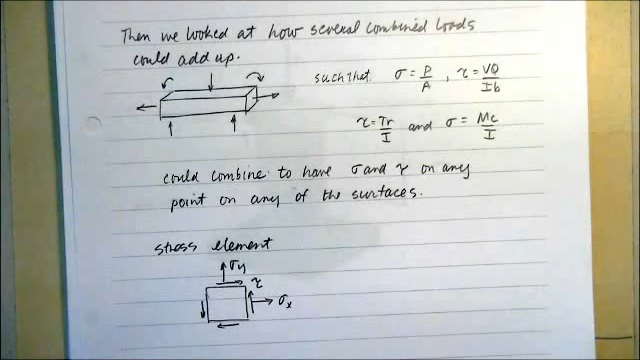 Then we looked at how several combined loads
could add up.
such that σ = P/A , τ = VQ/Ib
τ = Tr/I and σ = Mc/I
could combine to have σ and τ on any
point on any of the surfaces.
stress element
σy
τ
σx